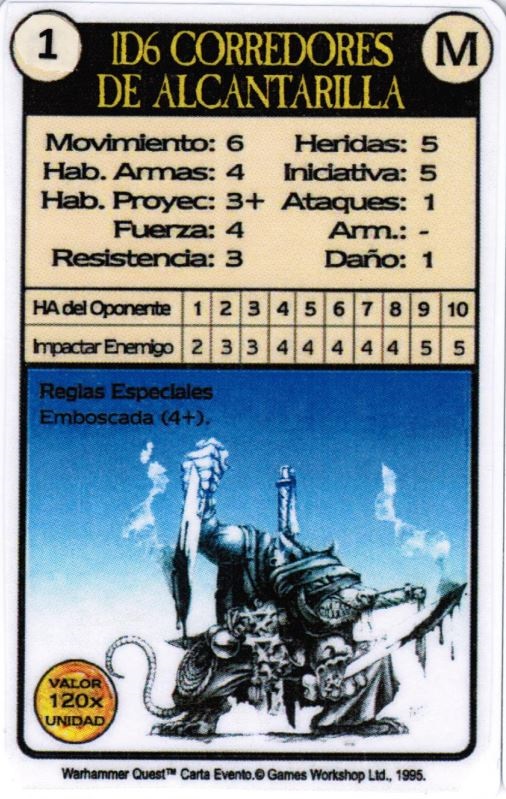 1
1D6 CORREDORES
DE ALCANTARILLA
M
Movimiento: 6 Heridas: 5
Hab. Armas: 4 Iniciativa: 5
Hab. Proyec: 3+ Ataques: 1
Fuerza: 4 Arm.: -
Resistencia: 3 Daño: 1
HA del Oponente 1 2 3 4 5 6 7 8 9 10
Impactar Enemigo 2 3 3 4 4 4 4 4 5 5
Reglas Especiales
Emboscada (4+).
VALOR
120x
UNIDAD
Warhammer Quest™ Carta Evento.© Games Workshop Ltd., 1995.